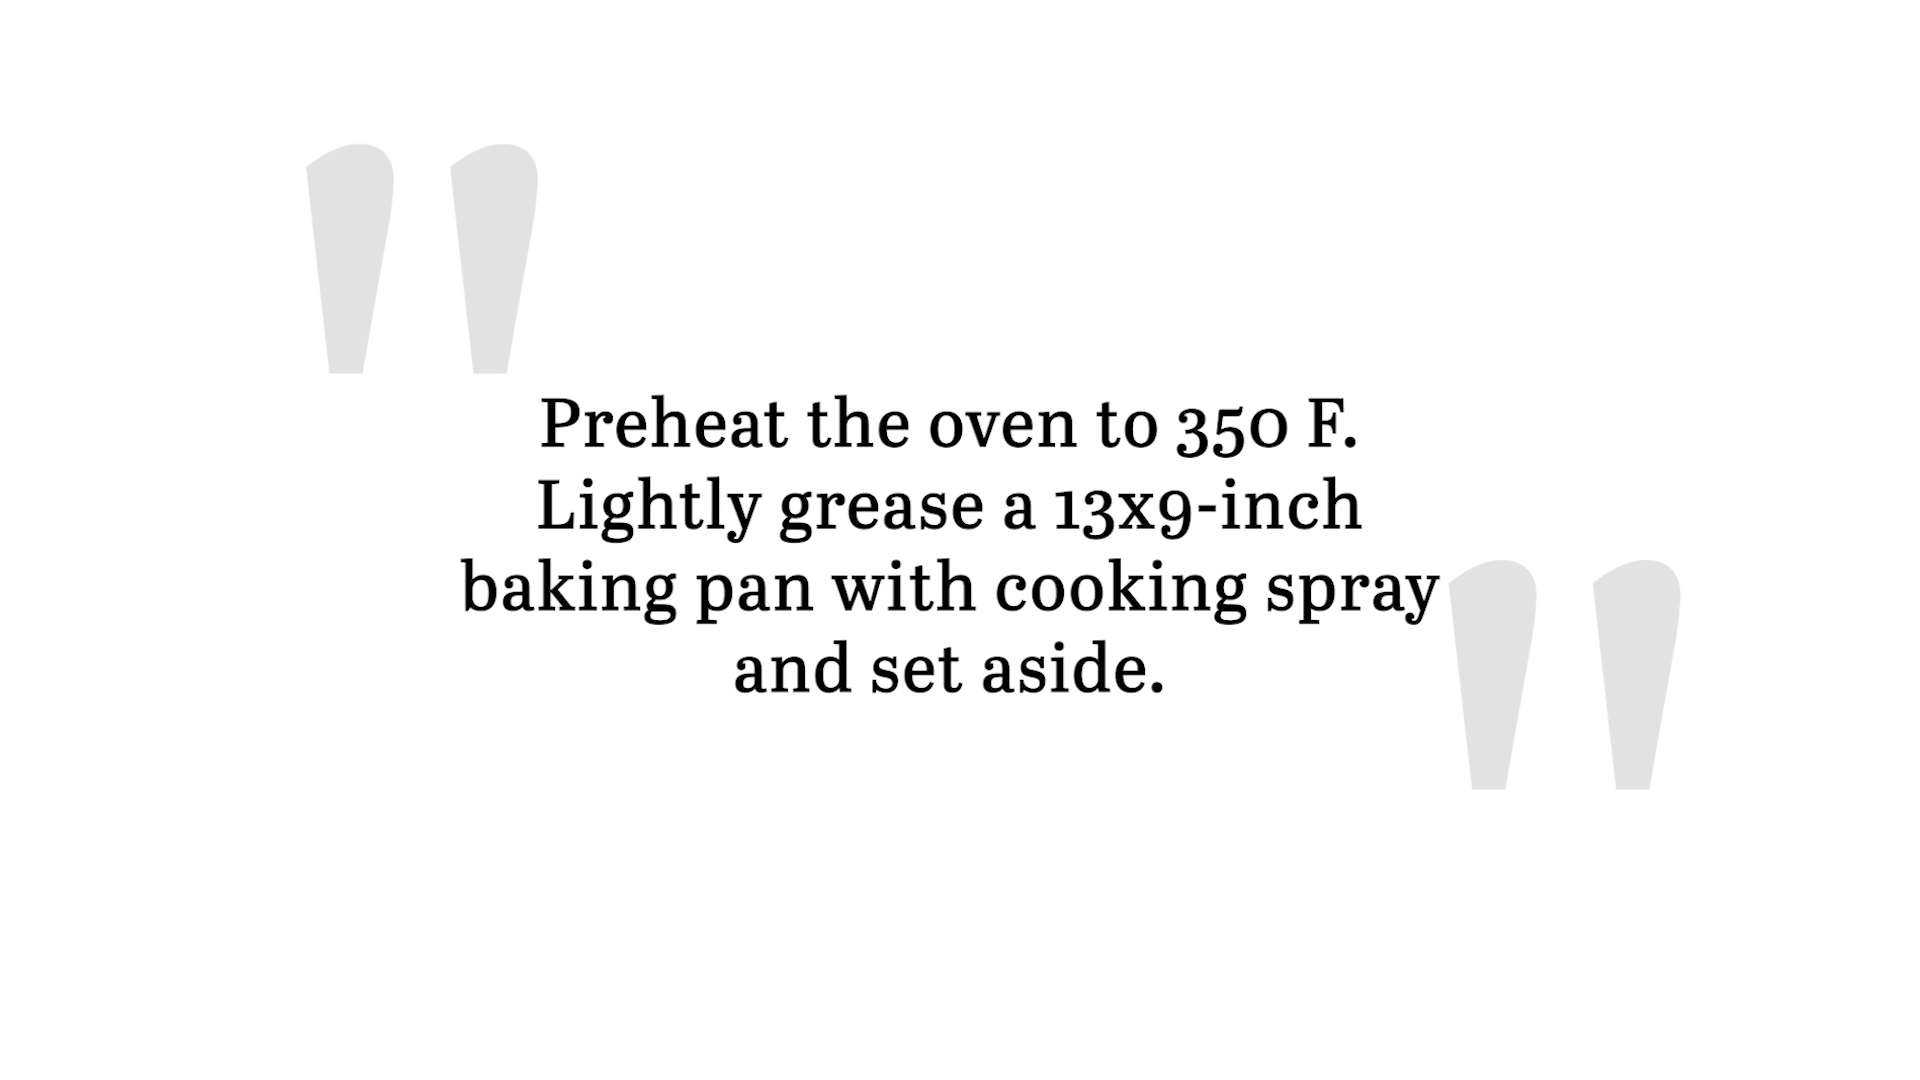 Preheat the oven to 350 F.
Lightly grease a 13x9-inch
baking pan with cooking spray
and set aside.